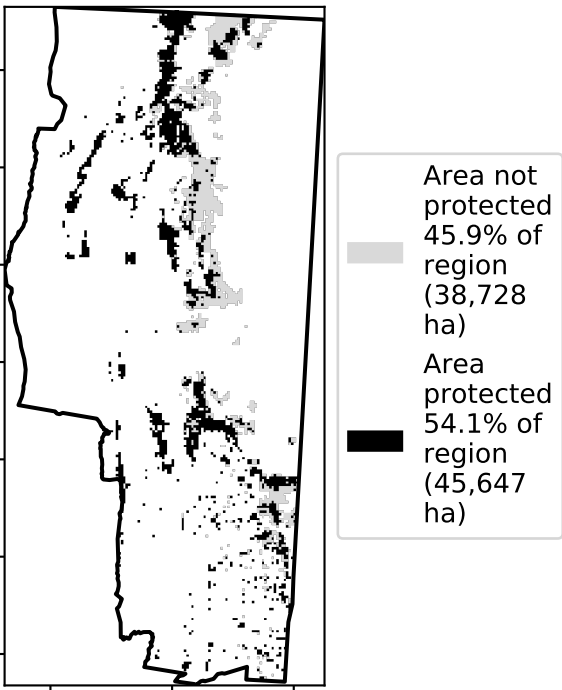 Area not
protected
45.9% of
region
(38,728
ha)
Area
protected
54.1% of
region
(45,647
ha)